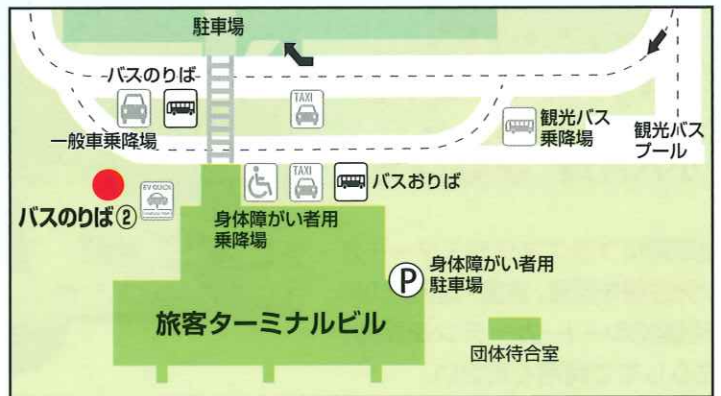 駐車場
バスのりば
TAXI
一般車乗降場
観光バス
乗降場
観光バス
プール
EV QUICK
TAXI
バスおりば
バスのりば②
身体障がい者用
乗降場
P
身体障がい者用
駐車場
旅客ターミナルビル
団体待合室